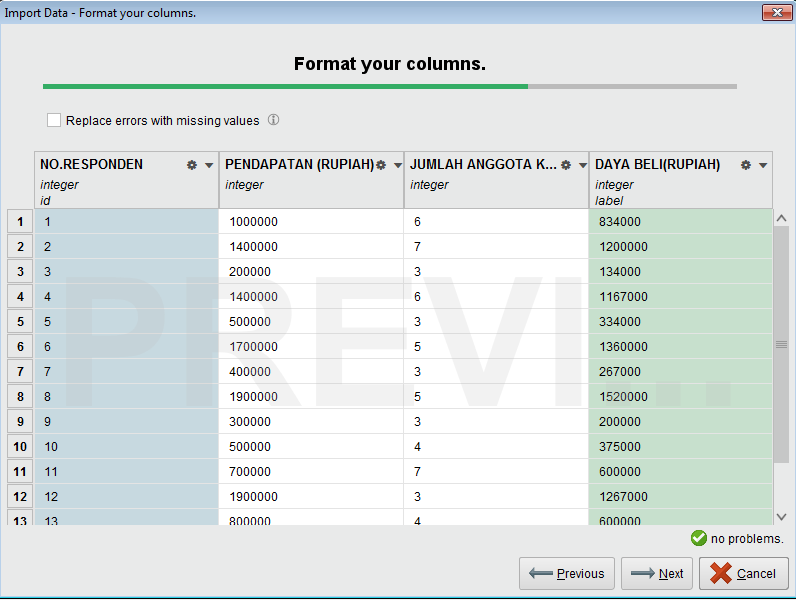 Import Data - Format your columns.
Format your columns.
Replace errors with missing values
NO.RESPONDEN PENDAPATAN (RUPIAH) JUMLAH ANGGOTA K... DAYA BELI(RUPIAH)
integer integer integer integer
id label
1 1 1000000 6 834000
2 2 1400000 7 1200000
3 3 200000 3 134000
4 4 1400000 6 1167000
5 5 500000 3 334000
6 6 1700000 5 1360000
7 7 400000 3 267000
8 8 1900000 5 1520000
9 9 300000 3 200000
10 10 500000 4 375000
11 11 700000 7 600000
12 12 1900000 3 1267000
13 13 800000 4 600000
PREVI...
no problems.
Previous Next Cancel